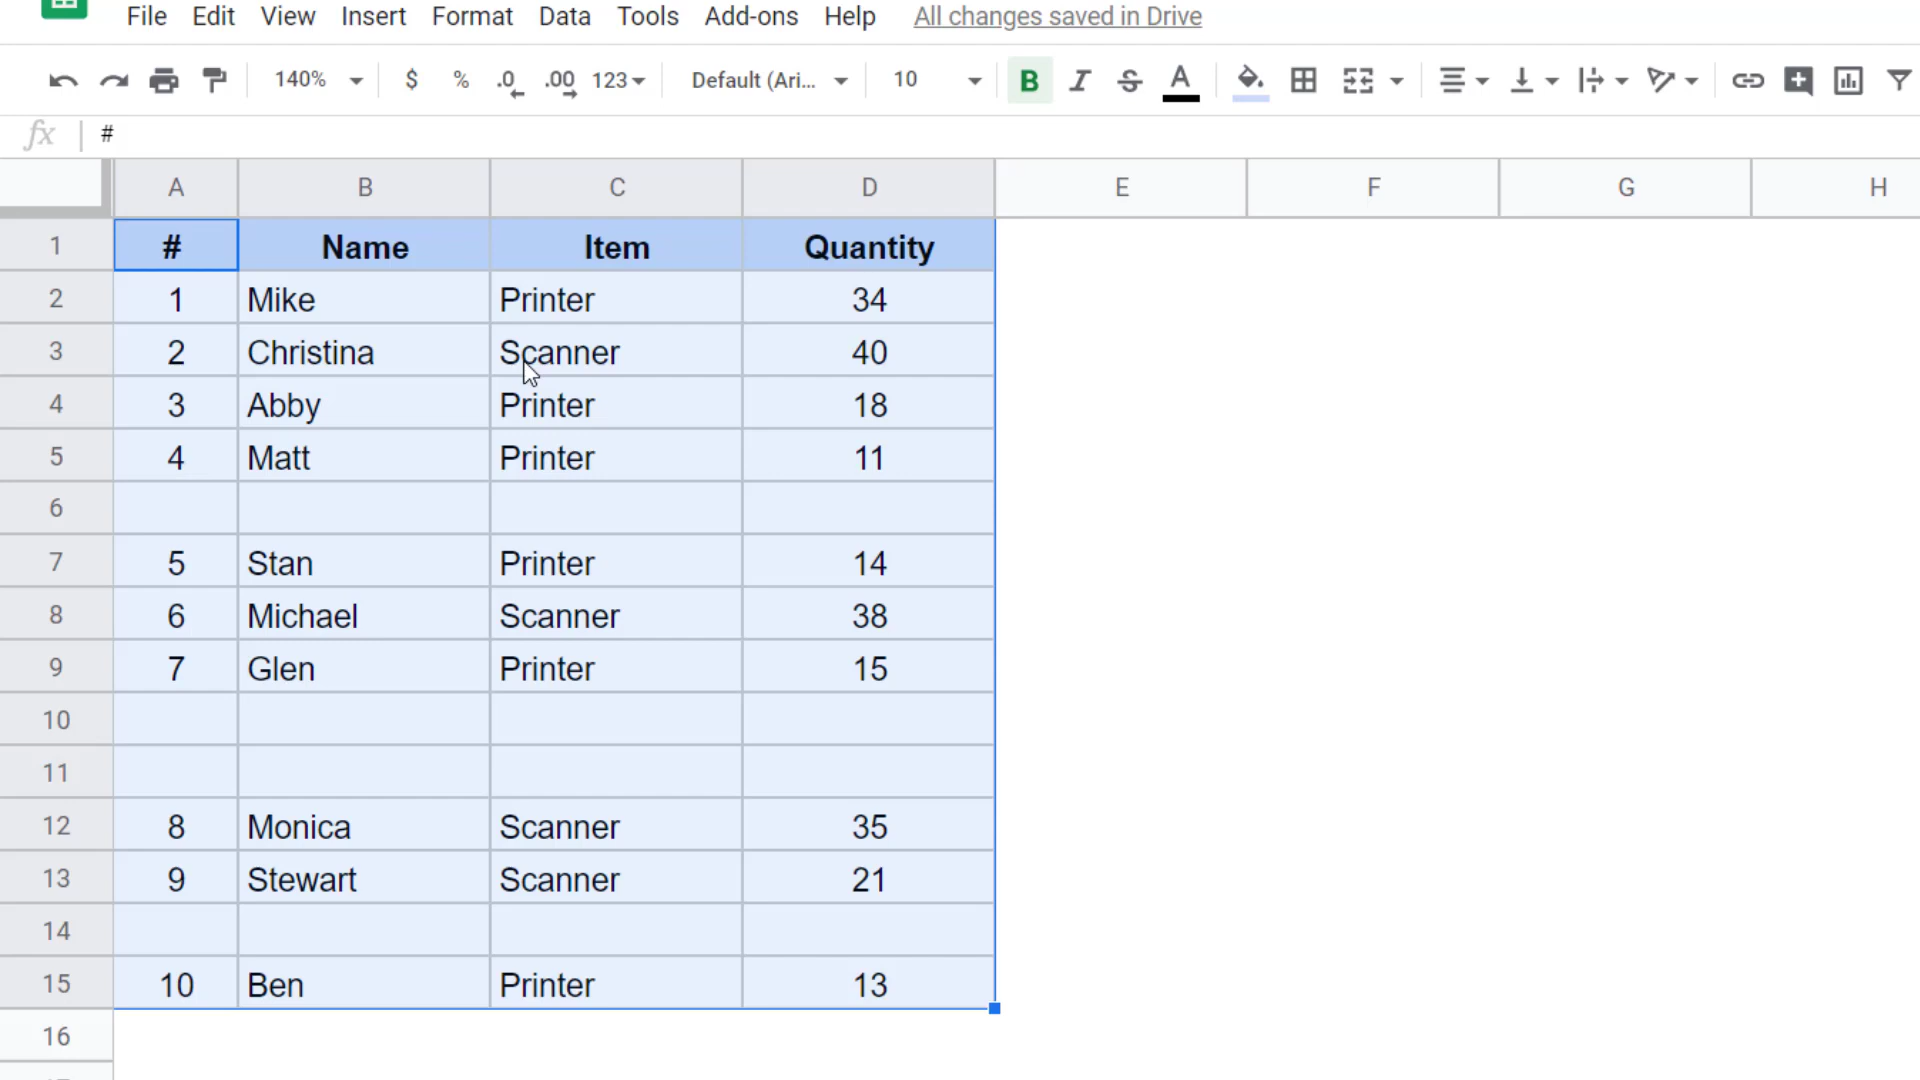 File Edit View Insert Format Data Tools Add-ons Help All changes saved in Drive
140% $ % .0 .00 123 Default (Ari... 10 B I S A
fx #
A B C D E F G H
1 # Name Item Quantity
2 1 Mike Printer 34
3 2 Christina Scanner 40
4 3 Abby Printer 18
5 4 Matt Printer 11
6
7 5 Stan Printer 14
8 6 Michael Scanner 38
9 7 Glen Printer 15
10
11
12 8 Monica Scanner 35
13 9 Stewart Scanner 21
14
15 10 Ben Printer 13
16